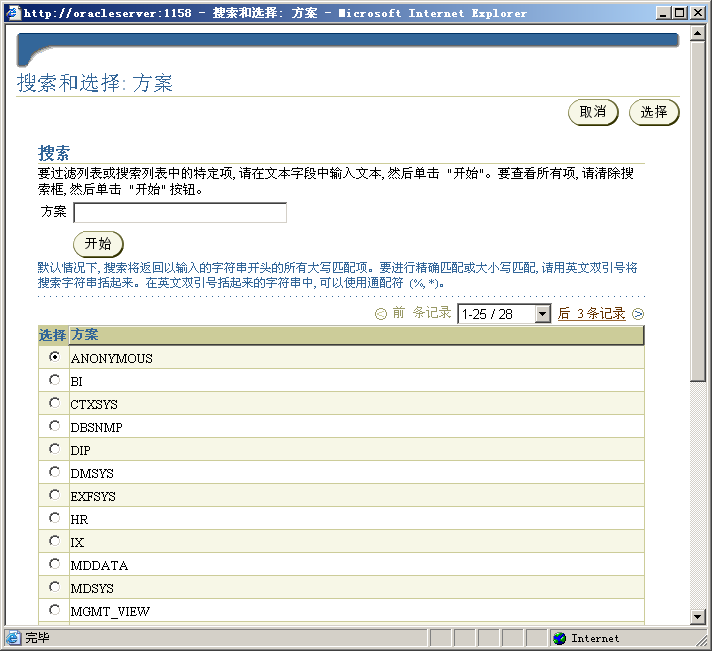 http://oracleserver:1158 - 搜索和选择: 方案 - Microsoft Internet Explorer
搜索和选择: 方案
取消 选择
搜索
要过滤列表或搜索列表中的特定项, 请在文本字段中输入文本, 然后单击 "开始"。要查看所有项, 请清除搜
索框, 然后单击 "开始" 按钮。
方案
开始
默认情况下, 搜索将返回以输入的字符串开头的所有大写匹配项。要进行精确匹配或大小写匹配, 请用英文双引号将
搜索字符串括起来。在英文双引号括起来的字符串中, 可以使用通配符 (%, *)。
前 条记录 1-25 / 28 后 3 条记录
选择 方案
ANONYMOUS
BI
CTXSYS
DBSNMP
DIP
DMSYS
EXFSYS
HR
IX
MDDATA
MDSYS
MGMT_VIEW
完毕 Internet